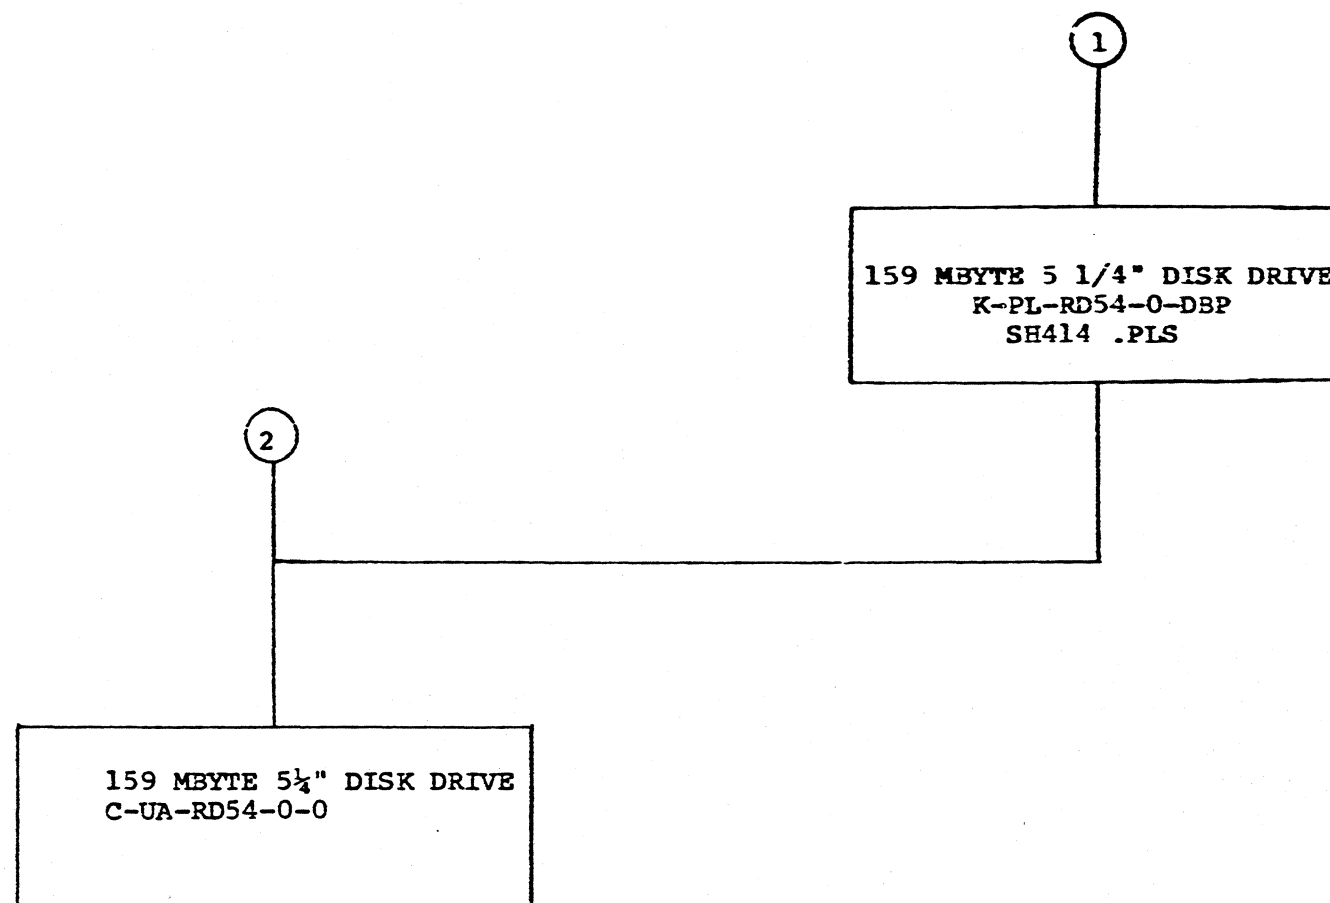 1
159 MBYTE 5 1/4" DISK DRIVE
K-PL-RD54-0-DBP
SH414 .PLS
2
159 MBYTE 5¼" DISK DRIVE
C-UA-RD54-0-0